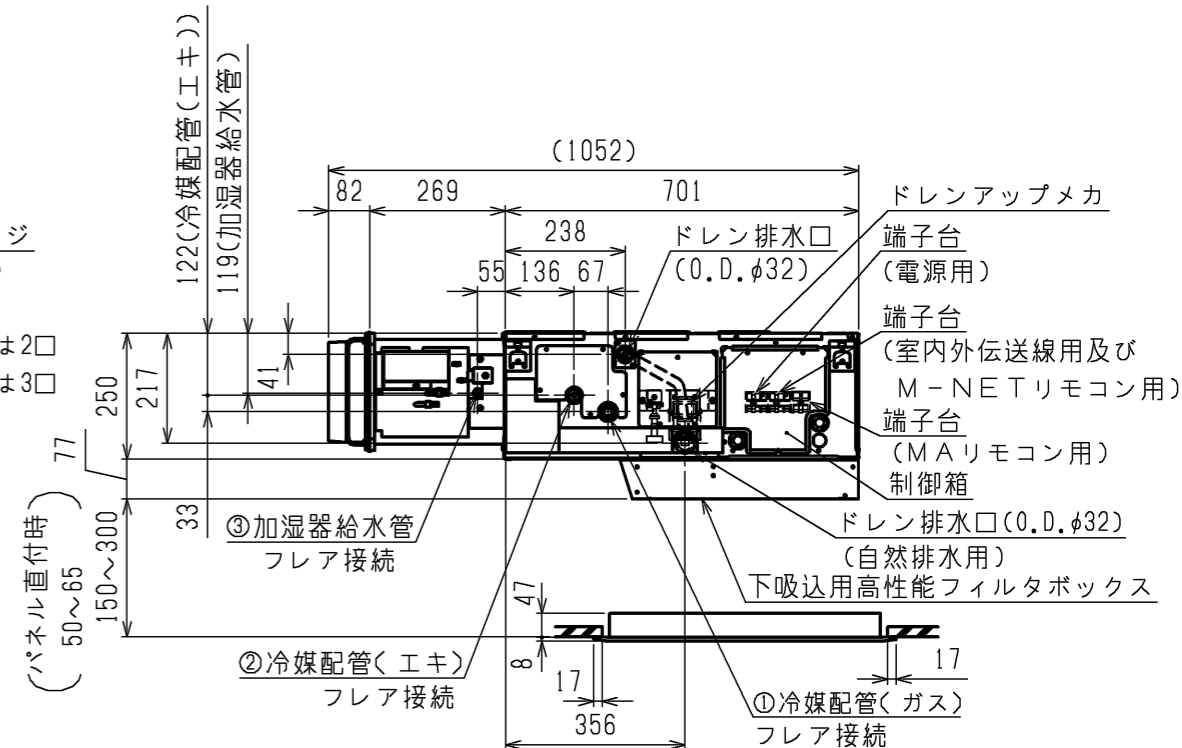 122(冷媒配管(エキ))
119(加湿器給水管)
(1052)
82
269
701
238
55
136
67
ドレン排水口
(O.D.φ32)
ドレンアップメカ
端子台
(電源用)
端子台
(室内外伝送線用及び
M-NETリモコン用)
端子台
(MAリモコン用)
制御箱
ドレン排水口(O.D.φ32)
(自然排水用)
下吸込用高性能フィルタボックス
ジ
は2口
は3口
250
217
41
77
33
(パネル直付時)
50~65
150~300
③加湿器給水管
フレア接続
②冷媒配管(エキ)
フレア接続
47
8
17
356
17
①冷媒配管(ガス)
フレア接続